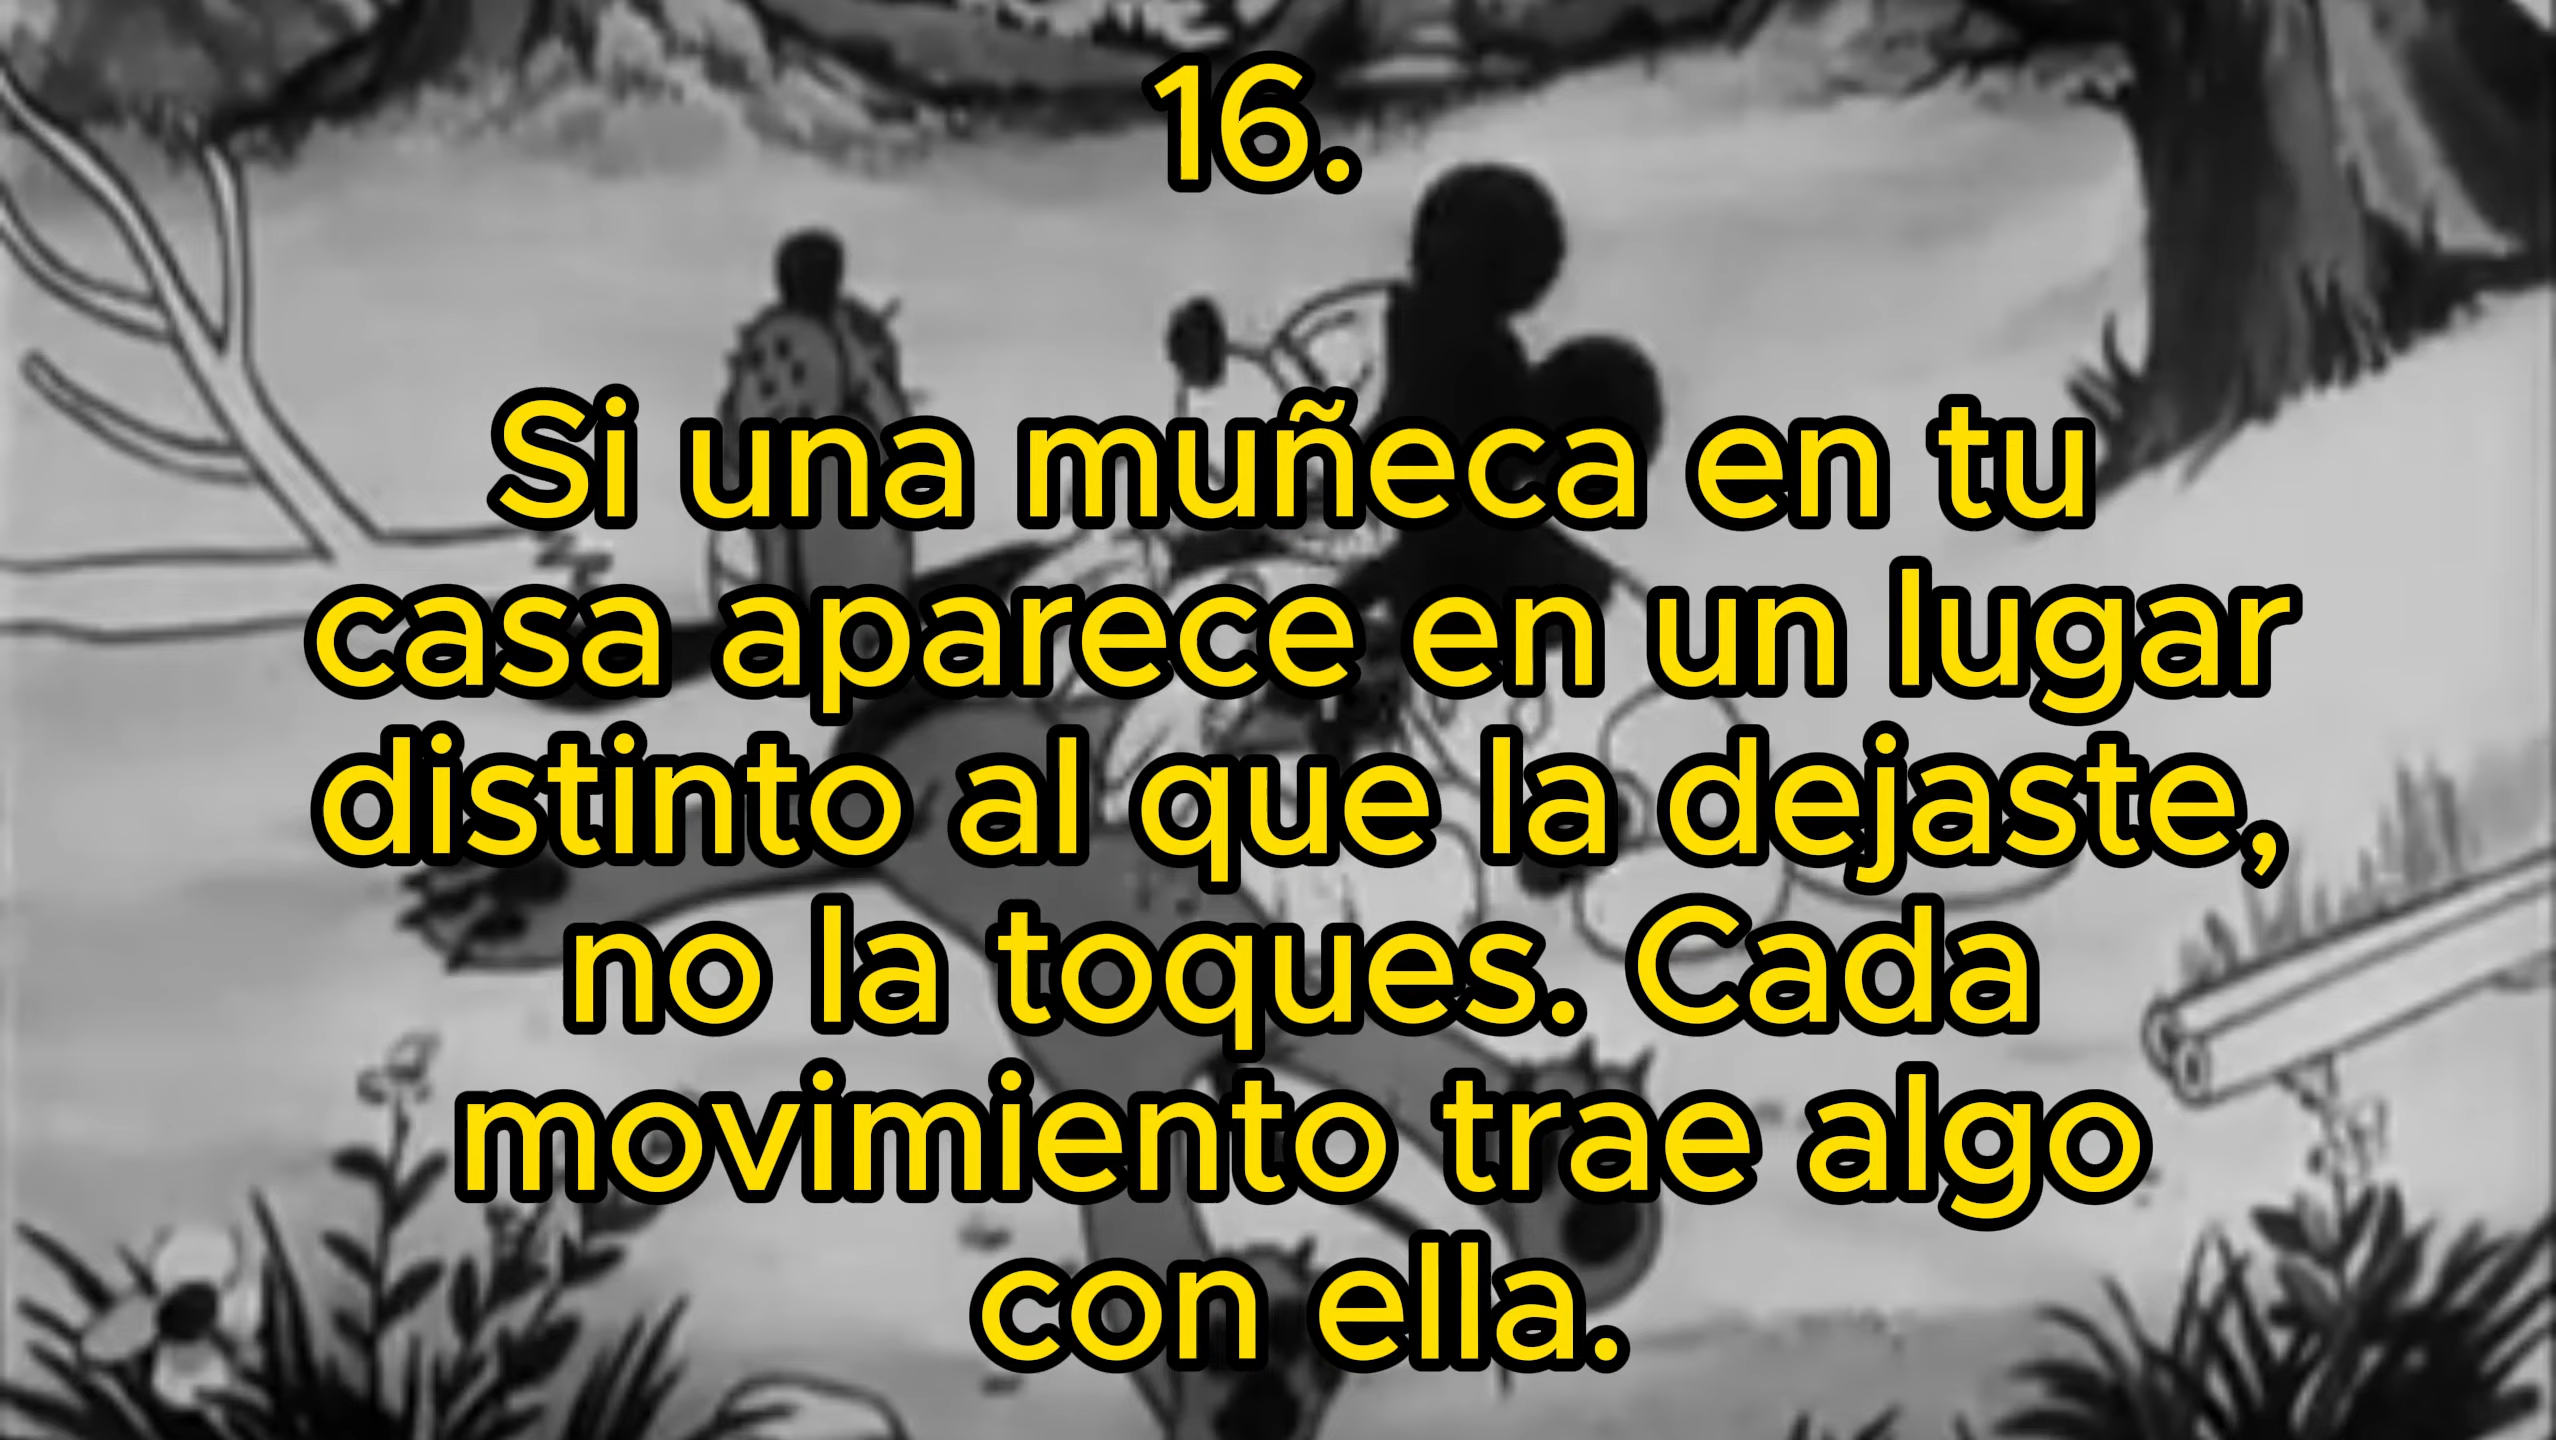 16.
Si una muñeca en tu
casa aparece en un lugar
distinto al que la dejaste,
no la toques. Cada
movimiento trae algo
con ella.